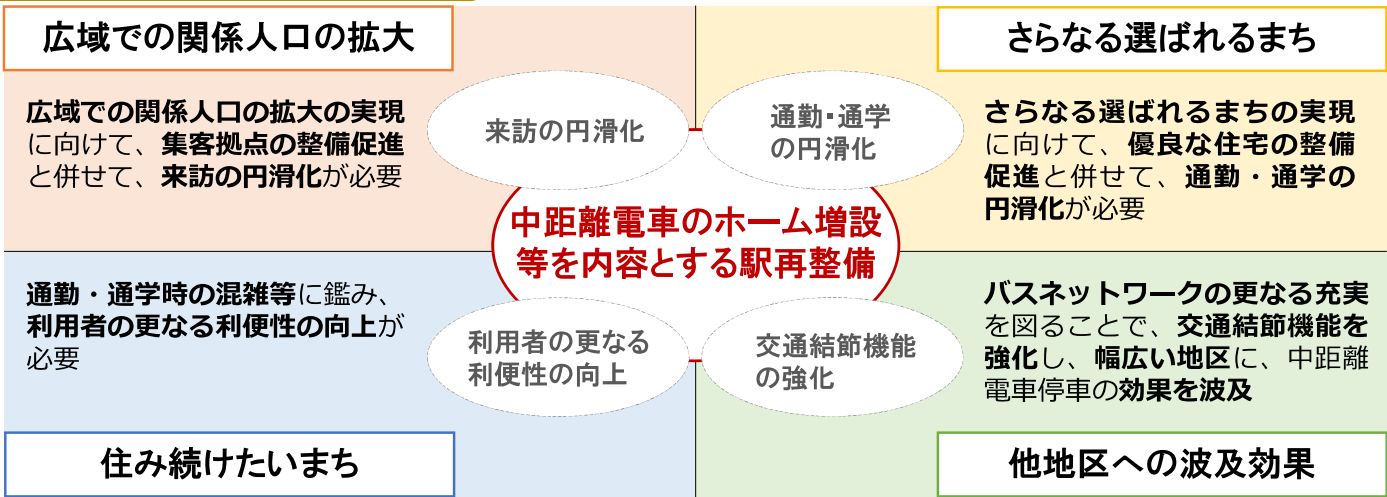 広域での関係人口の拡大
広域での関係人口の拡大の実現
に向けて、集客拠点の整備促進
と併せて、来訪の円滑化が必要
さらなる選ばれるまち
さらなる選ばれるまちの実現
に向けて、優良な住宅の整備
促進と併せて、通勤・通学の
円滑化が必要
来訪の円滑化
通勤・通学
の円滑化
中距離電車のホーム増設
等を内容とする駅再整備
利用者の更なる
利便性の向上
交通結節機能
の強化
通勤・通学時の混雑等に鑑み、
利用者の更なる利便性の向上が
必要
住み続けたいまち
バスネットワークの更なる充実
を図ることで、交通結節機能を
強化し、幅広い地区に、中距離
電車停車の効果を波及
他地区への波及効果